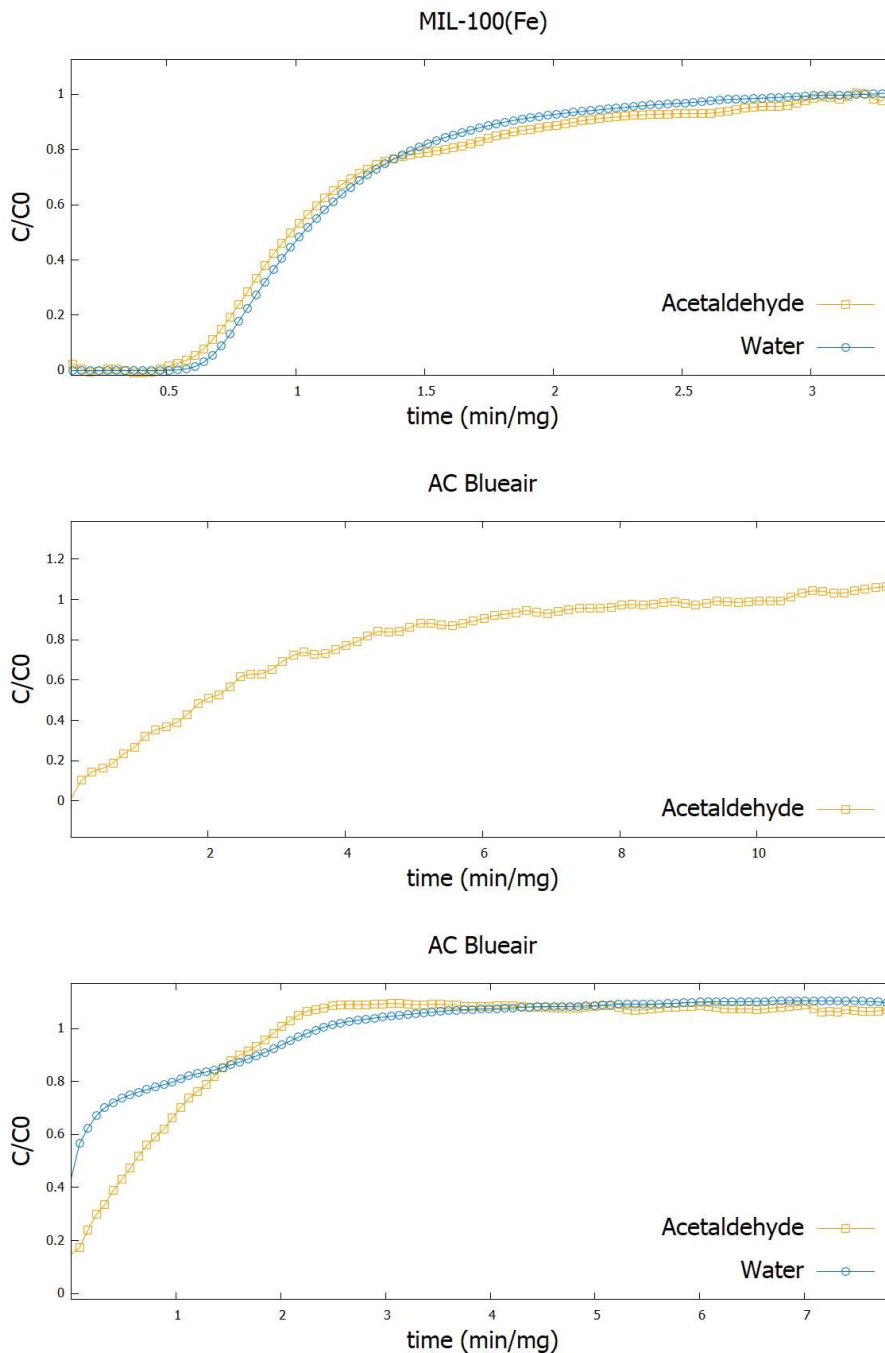 MIL-100(Fe)
1
0.8
0.6
0.4
0.2
0
C/C0
Acetaldehyde
Water
0.5 1 1.5 2 2.5 3
time (min/mg)
AC Blueair
1.2
1
0.8
0.6
0.4
0.2
0
C/C0
Acetaldehyde
2 4 6 8 10
time (min/mg)
AC Blueair
1
0.8
0.6
0.4
0.2
0
C/C0
Acetaldehyde
Water
1 2 3 4 5 6 7
time (min/mg)